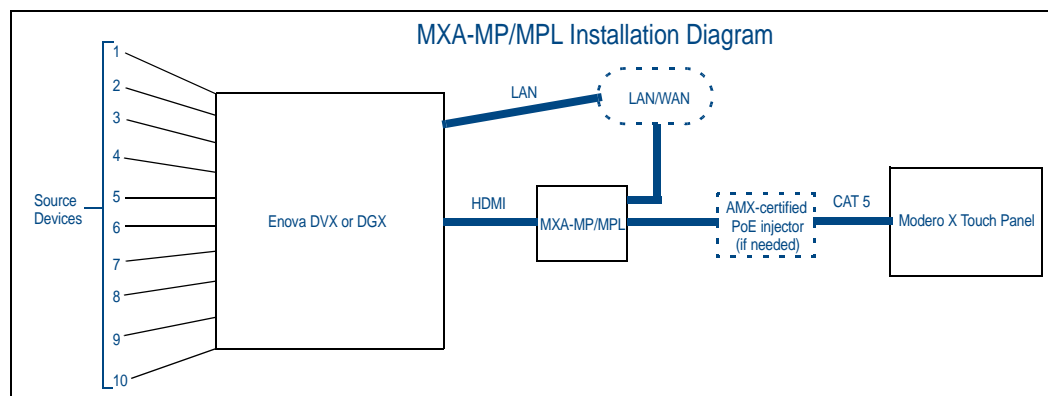 MXA-MP/MPL Installation Diagram
1
2
3
4
5
6
7
8
9
10
Source
Devices
Enova DVX or DGX
LAN
LAN/WAN
HDMI
MXA-MP/MPL
AMX-certified
PoE injector
(if needed)
CAT 5
Modero X Touch Panel